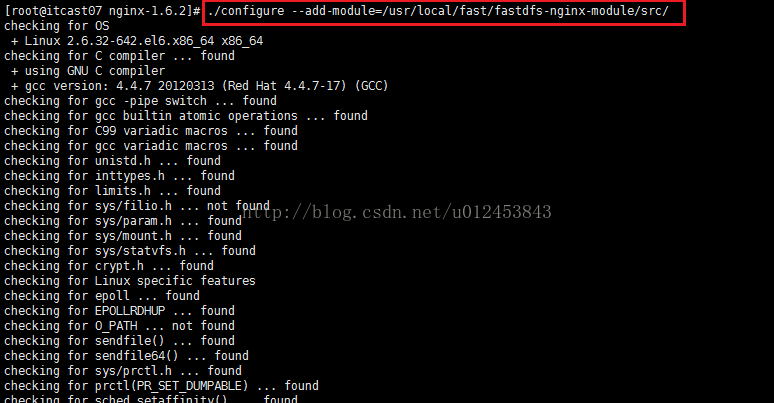 [root@itcast07 nginx-1.6.2]# ./configure --add-module=/usr/local/fast/fastdfs-nginx-module/src/
checking for OS
 + Linux 2.6.32-642.el6.x86_64 x86_64
checking for C compiler ... found
 + using GNU C compiler
 + gcc version: 4.4.7 20120313 (Red Hat 4.4.7-17) (GCC)
checking for gcc -pipe switch ... found
checking for gcc builtin atomic operations ... found
checking for C99 variadic macros ... found
checking for gcc variadic macros ... found
checking for unistd.h ... found
checking for inttypes.h ... found
checking for limits.h ... found
checking for sys/filio.h ... not found
http://blog.csdn.net/u012453843
checking for sys/param.h ... found
checking for sys/mount.h ... found
checking for sys/statvfs.h ... found
checking for crypt.h ... found
checking for Linux specific features
checking for epoll ... found
checking for EPOLLRDHUP ... found
checking for O_PATH ... not found
checking for sendfile() ... found
checking for sendfile64() ... found
checking for sys/prctl.h ... found
checking for prctl(PR_SET_DUMPABLE) ... found
checking for sched_setaffinity() ... found